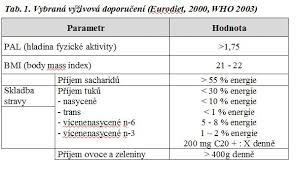 Tab. 1. Vybraná výživová doporučení (Eurodiet, 2000, WHO 2003)
Parametr Hodnota
PAL (hladina fyzické aktivity) >1,75
BMI (body mass index) 21 - 22
Skladba stravy Příjem sacharidů > 55 % energie
Příjem tuků < 30 % energie
- nasycené < 10 % energie
- trans < 1 % energie
- vícenenasycené n-6 5 - 8 % energie
- vícenenasycené n-3 1 – 2 % energie
200 mg C20 + : X denně
Příjem ovoce a zeleniny > 400g denně